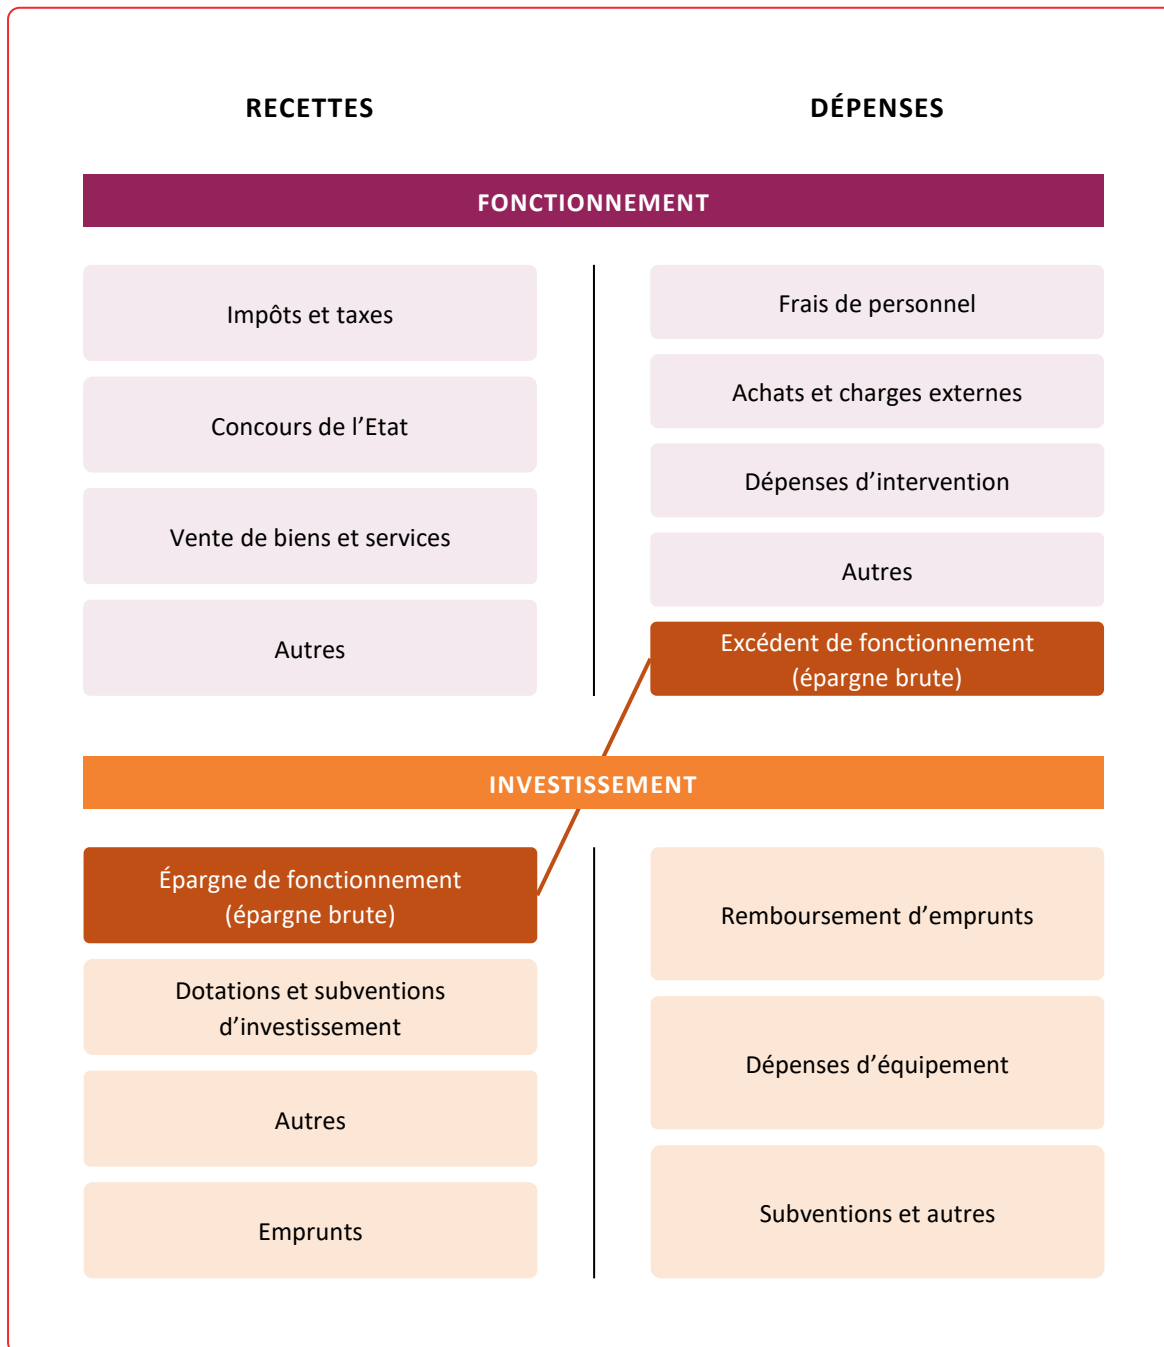 RECETTES
DÉPENSES
FONCTIONNEMENT
Impôts et taxes
Concours de l’Etat
Vente de biens et services
Autres
Frais de personnel
Achats et charges externes
Dépenses d’intervention
Autres
Excédent de fonctionnement
(épargne brute)
INVESTISSEMENT
Épargne de fonctionnement
(épargne brute)
Dotations et subventions
d’investissement
Autres
Emprunts
Remboursement d’emprunts
Dépenses d’équipement
Subventions et autres